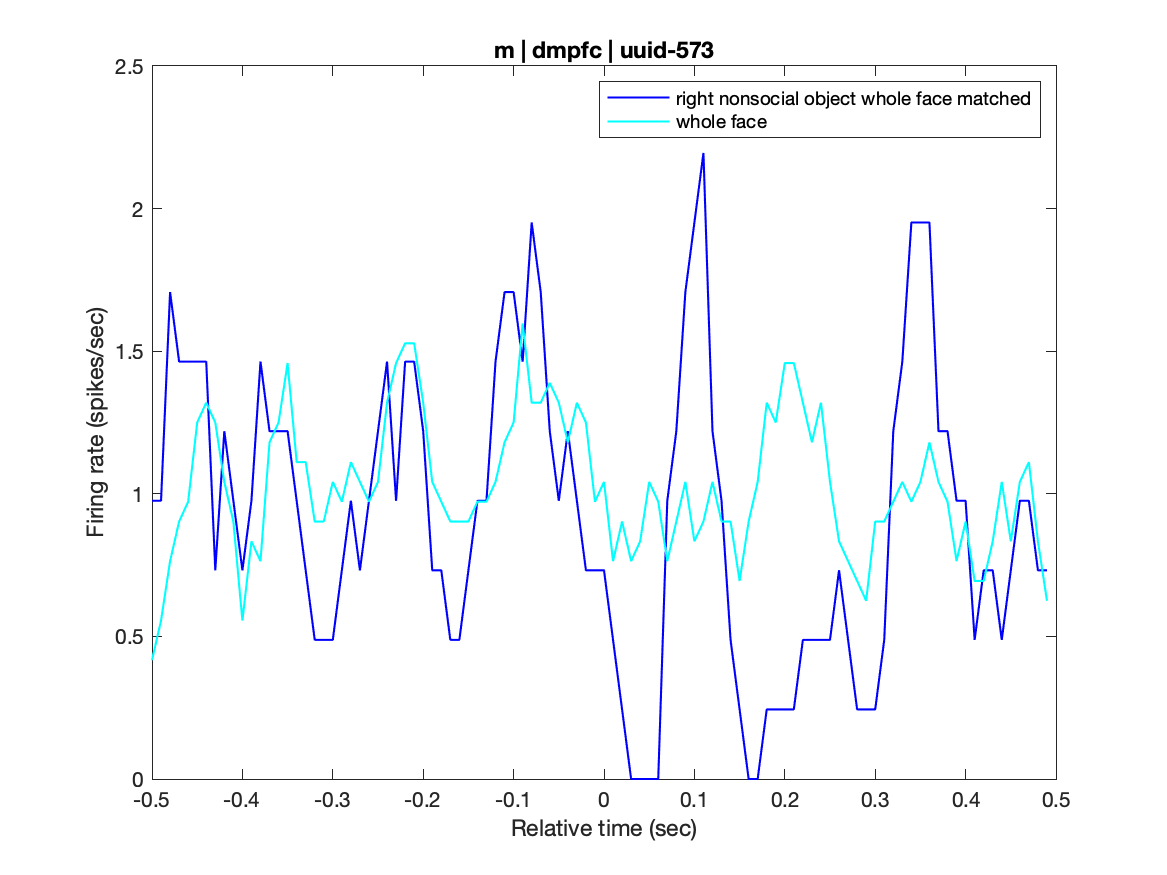 m | dmpfc | uuid-573
right nonsocial object whole face matched
whole face
Firing rate (spikes/sec)
2.5
2
1.5
1
0.5
0
-0.5 -0.4 -0.3 -0.2 -0.1 0 0.1 0.2 0.3 0.4 0.5
Relative time (sec)